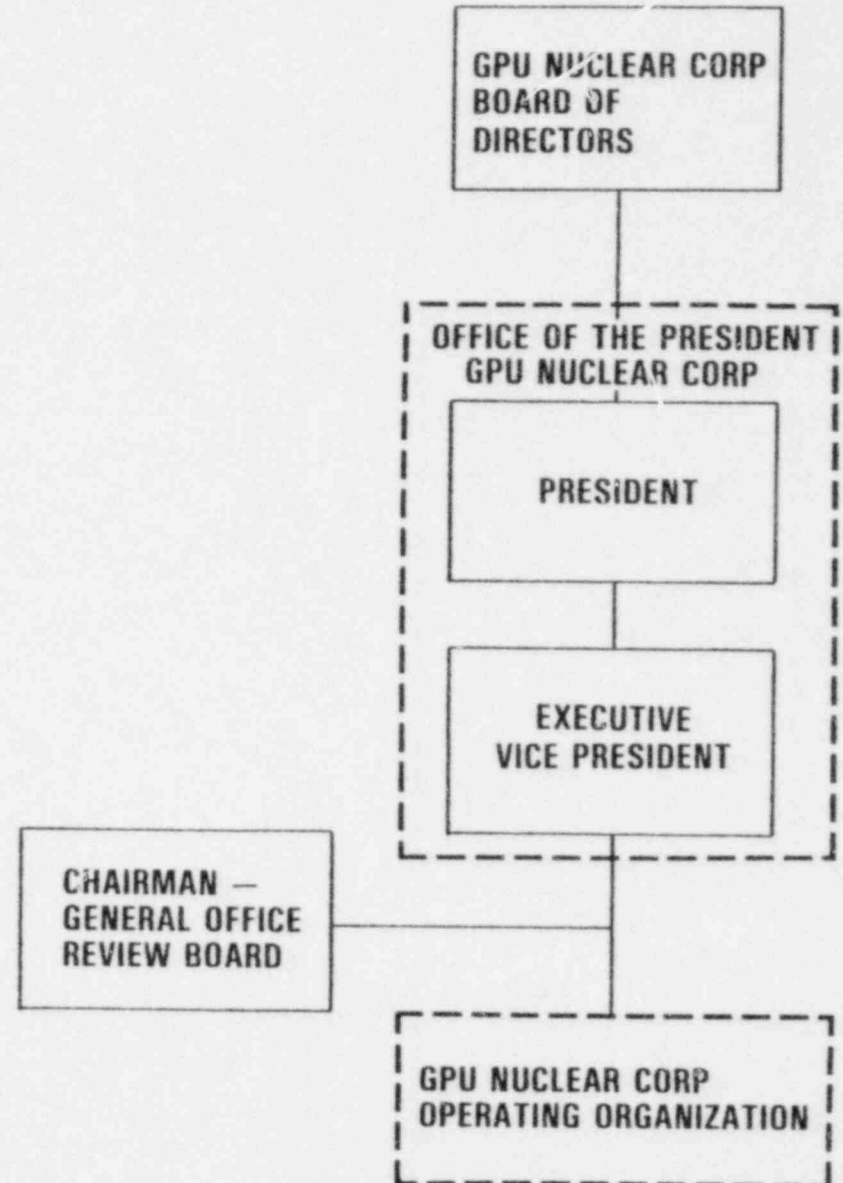 GPU NUCLEAR CORP
BOARD OF
DIRECTORS
OFFICE OF THE PRESIDENT
GPU NUCLEAR CORP
PRESIDENT
EXECUTIVE
VICE PRESIDENT
CHAIRMAN —
GENERAL OFFICE
REVIEW BOARD
GPU NUCLEAR CORP
OPERATING ORGANIZATION